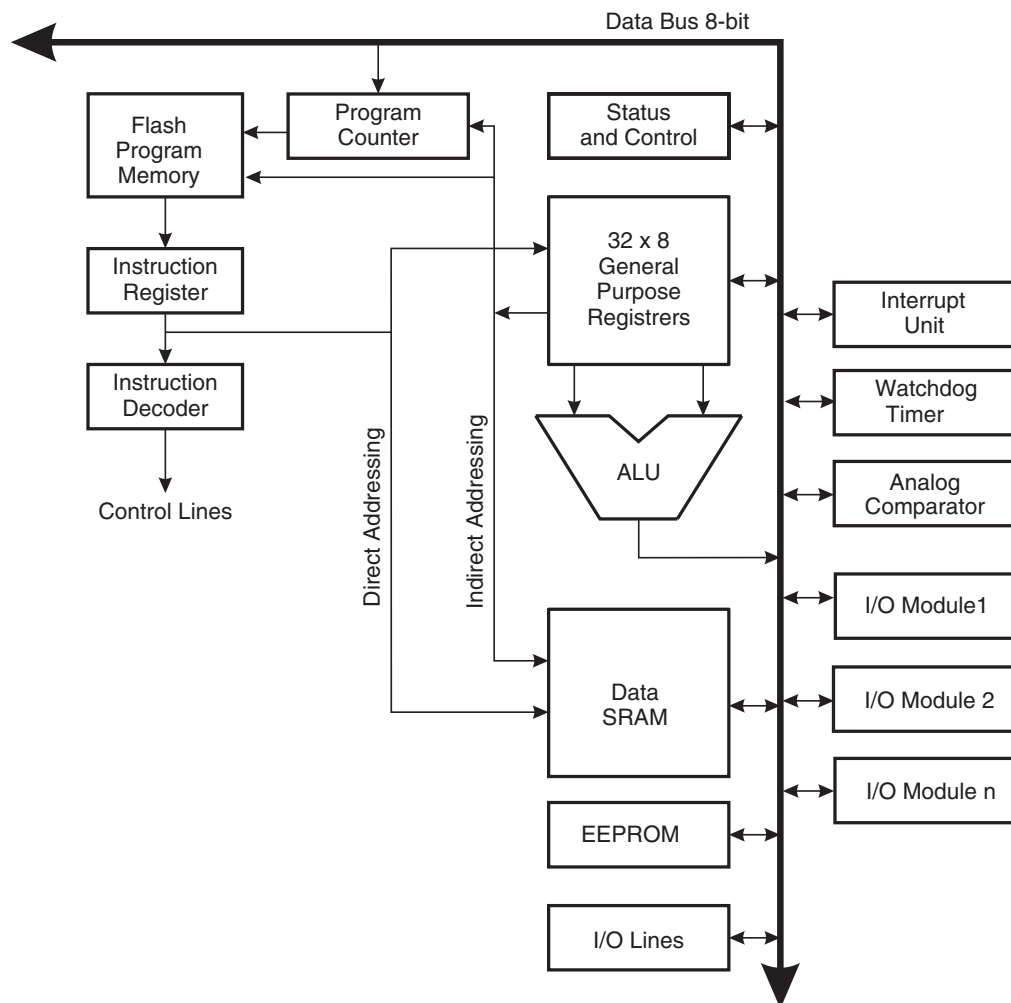 Data Bus 8-bit
Flash
Program
Memory
Program
Counter
Status
and Control
Instruction
Register
32 x 8
General
Purpose
Registrers
Interrupt
Unit
Instruction
Decoder
Watchdog
Timer
ALU
Analog
Comparator
Control Lines
Direct Addressing
Indirect Addressing
I/O Module1
Data
SRAM
I/O Module 2
I/O Module n
EEPROM
I/O Lines